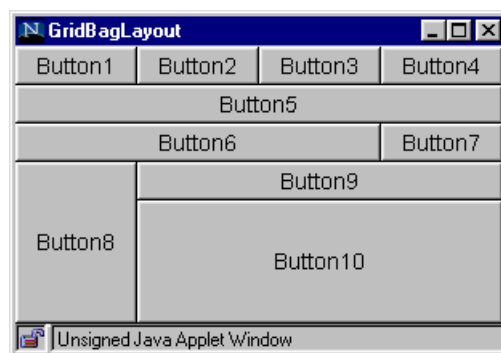 GridBagLayout
Button1 Button2 Button3 Button4
Button5
Button6 Button7
Button9
Button8
Button10
Unsigned Java Applet Window